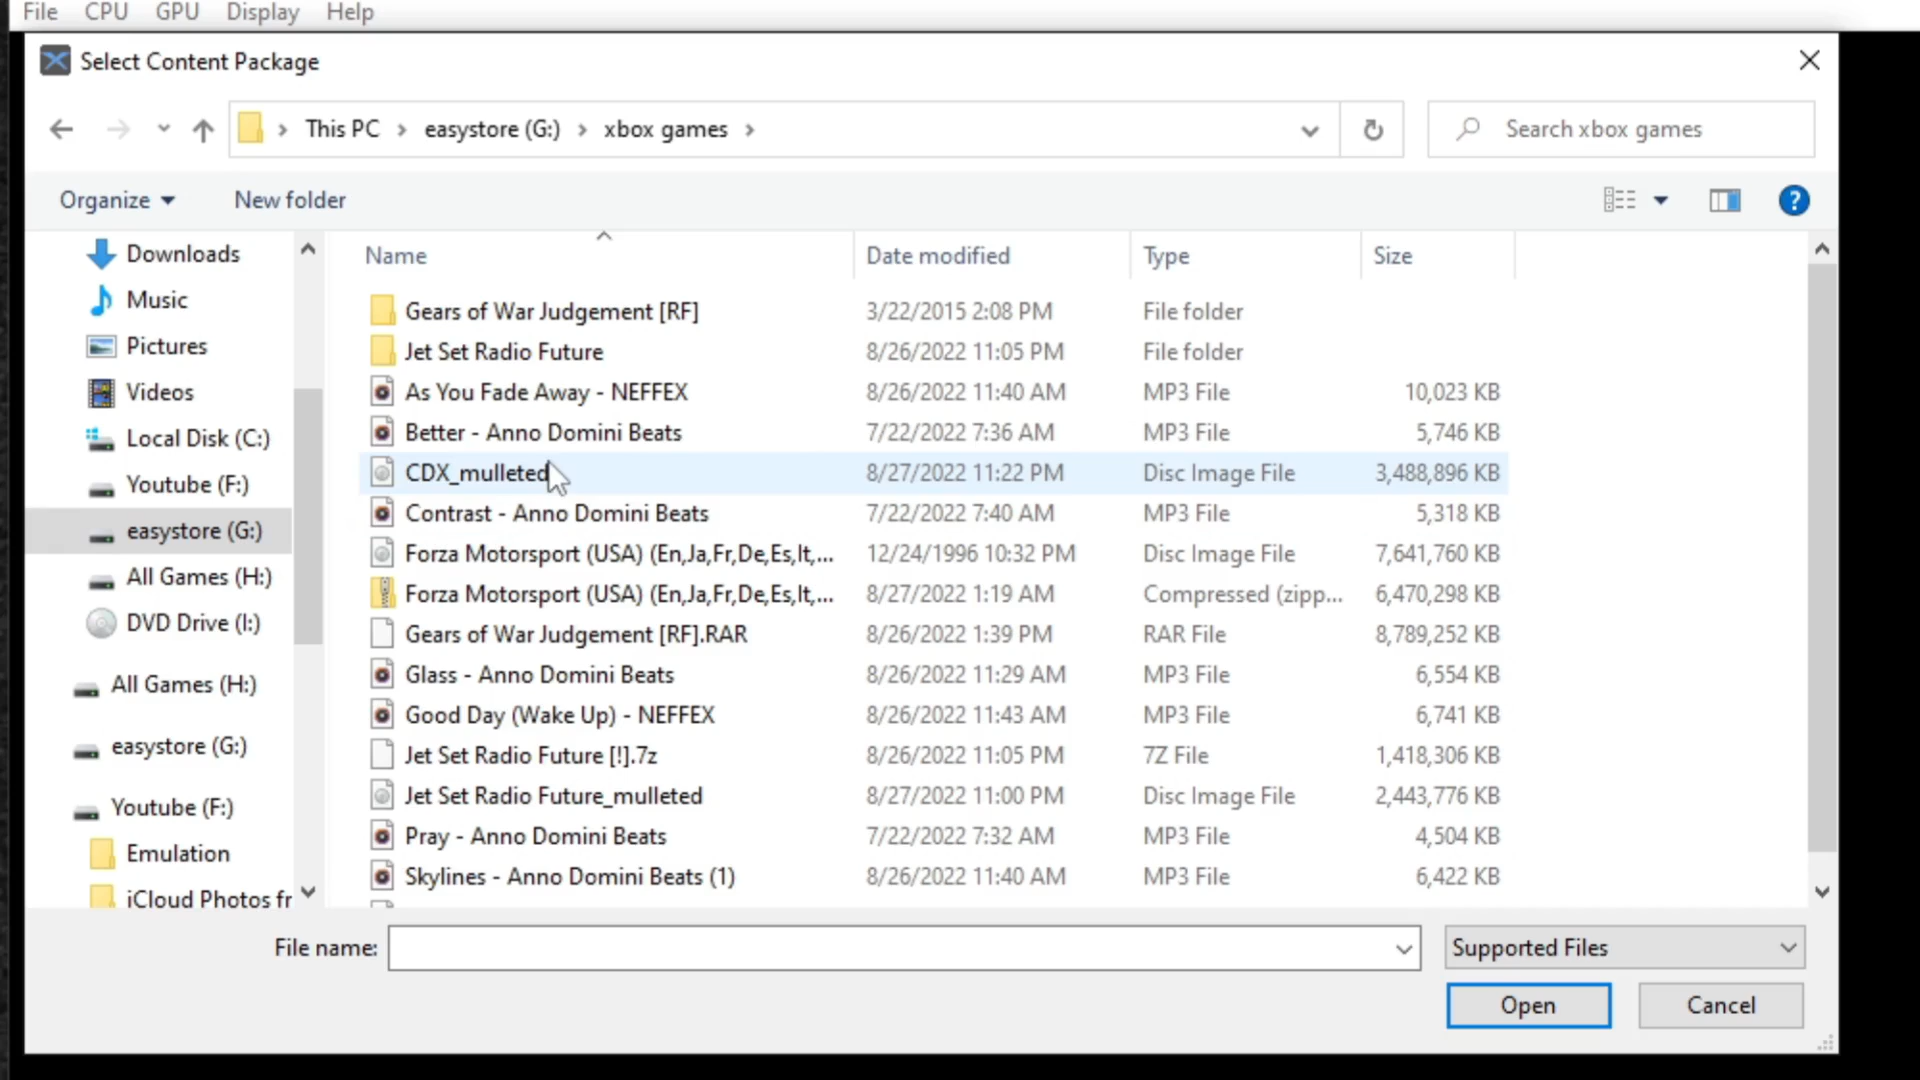 File CPU GPU Display Help
Select Content Package
This PC easystore (G:) xbox games
Search xbox games
Organize New folder
?
Name Date modified Type Size
Downloads
Music
Pictures
Videos
Local Disk (C:)
Youtube (F:)
easystore (G:)
All Games (H:)
DVD Drive (I:)
All Games (H:)
easystore (G:)
Youtube (F:)
Emulation
iCloud Photos fr
Gears of War Judgement [RF] 3/22/2015 2:08 PM File folder
Jet Set Radio Future 8/26/2022 11:05 PM File folder
As You Fade Away - NEFFEX 8/26/2022 11:40 AM MP3 File 10,023 KB
Better - Anno Domini Beats 7/22/2022 7:36 AM MP3 File 5,746 KB
CDX_mulleted 8/27/2022 11:22 PM Disc Image File 3,488,896 KB
Contrast - Anno Domini Beats 7/22/2022 7:40 AM MP3 File 5,318 KB
Forza Motorsport (USA) (En,Ja,Fr,De,Es,It,... 12/24/1996 10:32 PM Disc Image File 7,641,760 KB
Forza Motorsport (USA) (En,Ja,Fr,De,Es,It,... 8/27/2022 1:19 AM Compressed (zipp... 6,470,298 KB
Gears of War Judgement [RF].RAR 8/26/2022 1:39 PM RAR File 8,789,252 KB
Glass - Anno Domini Beats 8/26/2022 11:29 AM MP3 File 6,554 KB
Good Day (Wake Up) - NEFFEX 8/26/2022 11:43 AM MP3 File 6,741 KB
Jet Set Radio Future [!].7z 8/26/2022 11:05 PM 7Z File 1,418,306 KB
Jet Set Radio Future_mulleted 8/27/2022 11:00 PM Disc Image File 2,443,776 KB
Pray - Anno Domini Beats 7/22/2022 7:32 AM MP3 File 4,504 KB
Skylines - Anno Domini Beats (1) 8/26/2022 11:40 AM MP3 File 6,422 KB
File name: Supported Files
Open Cancel